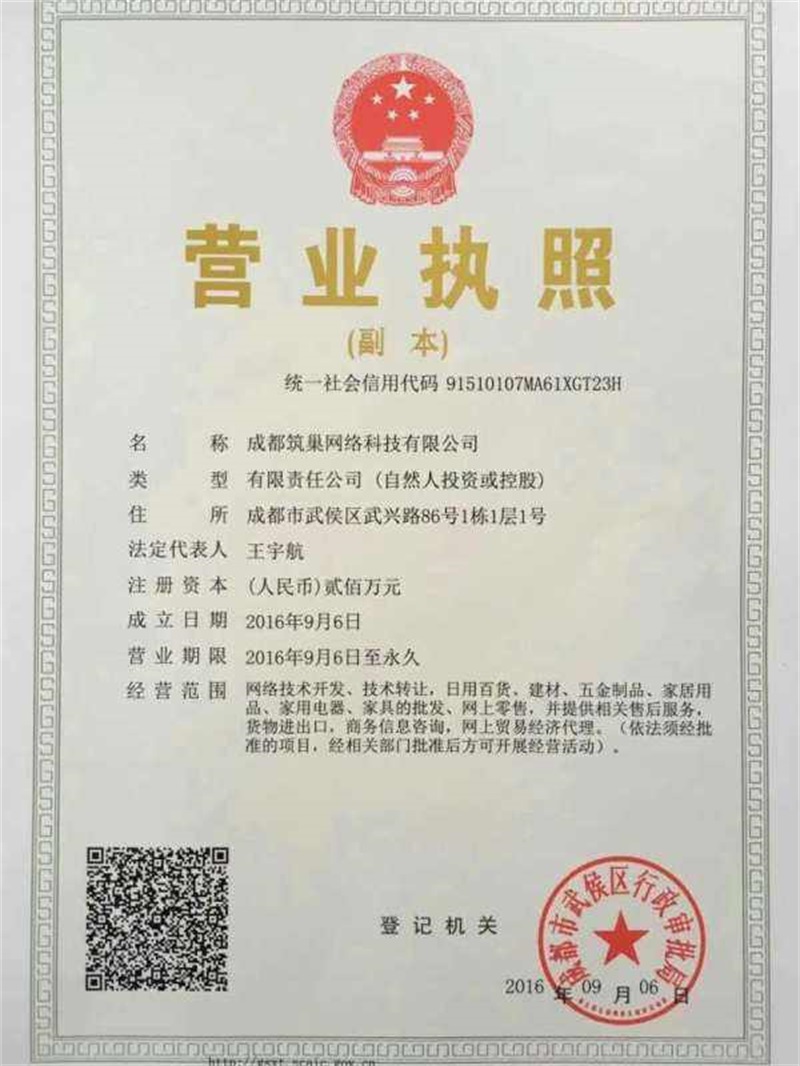 营业执照
(副 本)
统一社会信用代码 91510107MA61XGT23H
名 称 成都筑巢网络科技有限公司
类 型 有限责任公司 (自然人投资或控股)
住 所 成都市武侯区武兴路86号1栋1层1号
法定代表人 王宇航
注册资本 (人民币)贰佰万元
成立日期 2016年9月6日
营业期限 2016年9月6日至永久
经营范围 网络技术开发、技术转让，日用百货、建材、五金制品、家居用
品、家用电器、家具的批发、网上零售，并提供相关售后服务，
货物进出口，商务信息咨询，网上贸易经济代理。（依法须经批
准的项目，经相关部门批准后方可开展经营活动）。
成都市武侯区行政审批局
登记机关
2016 年 09 月 06 日
http://gsxt.scaic.gov.cn